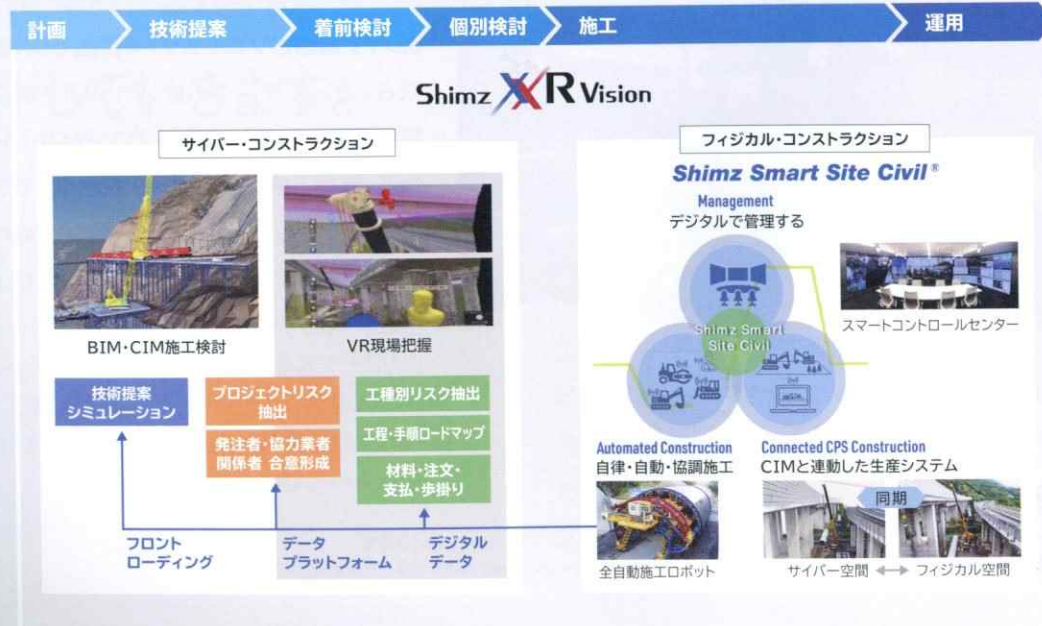 計画
技術提案
着前検討
個別検討
施工
運用
Shimz XR Vision
サイバー・コンストラクション
BIM・CIM施工検討
VR現場把握
技術提案
シミュレーション
プロジェクトリスク
抽出
発注者・協力業者
関係者 合意形成
工種別リスク抽出
工程・手順ロードマップ
材料・注文・
支払・歩掛り
フロント
ローディング
データ
プラットフォーム
デジタル
データ
フィジカル・コンストラクション
Shimz Smart Site Civil®
Management
デジタルで管理する
Shimz Smart
Site Civil
スマートコントロールセンター
Automated Construction
自律・自動・協調施工
全自動施工ロボット
Connected CPS Construction
CIMと連動した生産システム
同期
サイバー空間 ⟷ フィジカル空間